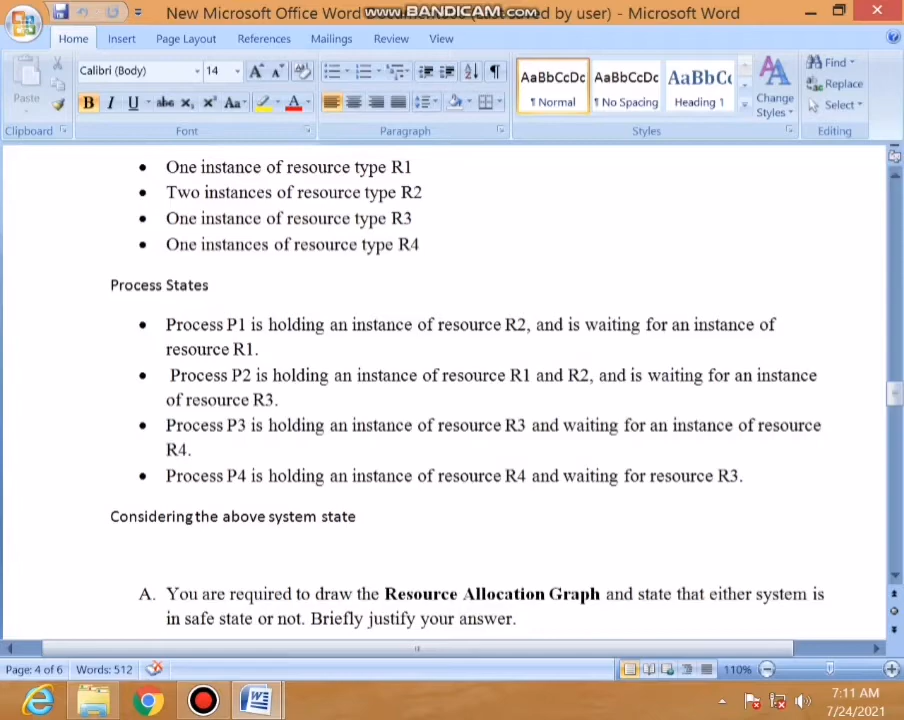 New Microsoft Office Word
www.BANDICAM.com
by user) - Microsoft Word
Home Insert Page Layout References Mailings Review View
Calibri (Body) 14
Paste
B I U abc X₂ X² Aa A
AaBbCcDc AaBbCcDc AaBbCc
¶ Normal ¶ No Spacing Heading 1
Change
Styles
Find
Replace
Select
Clipboard Font Paragraph Styles Editing
• One instance of resource type R1
• Two instances of resource type R2
• One instance of resource type R3
• One instances of resource type R4
Process States
• Process P1 is holding an instance of resource R2, and is waiting for an instance of
resource R1.
• Process P2 is holding an instance of resource R1 and R2, and is waiting for an instance
of resource R3.
• Process P3 is holding an instance of resource R3 and waiting for an instance of resource
R4.
• Process P4 is holding an instance of resource R4 and waiting for resource R3.
Considering the above system state
A. You are required to draw the Resource Allocation Graph and state that either system is
in safe state or not. Briefly justify your answer.
Page: 4 of 6 Words: 512 110%
7:11 AM
7/24/2021